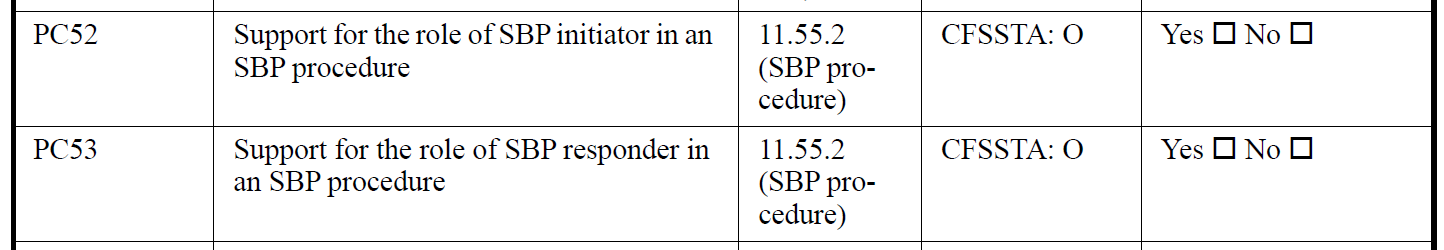 PC52 Support for the role of SBP initiator in an 11.55.2 CFSSTA: O Yes ☐ No ☐
SBP procedure (SBP pro-
cedure)
PC53 Support for the role of SBP responder in 11.55.2 CFSSTA: O Yes ☐ No ☐
an SBP procedure (SBP pro-
cedure)